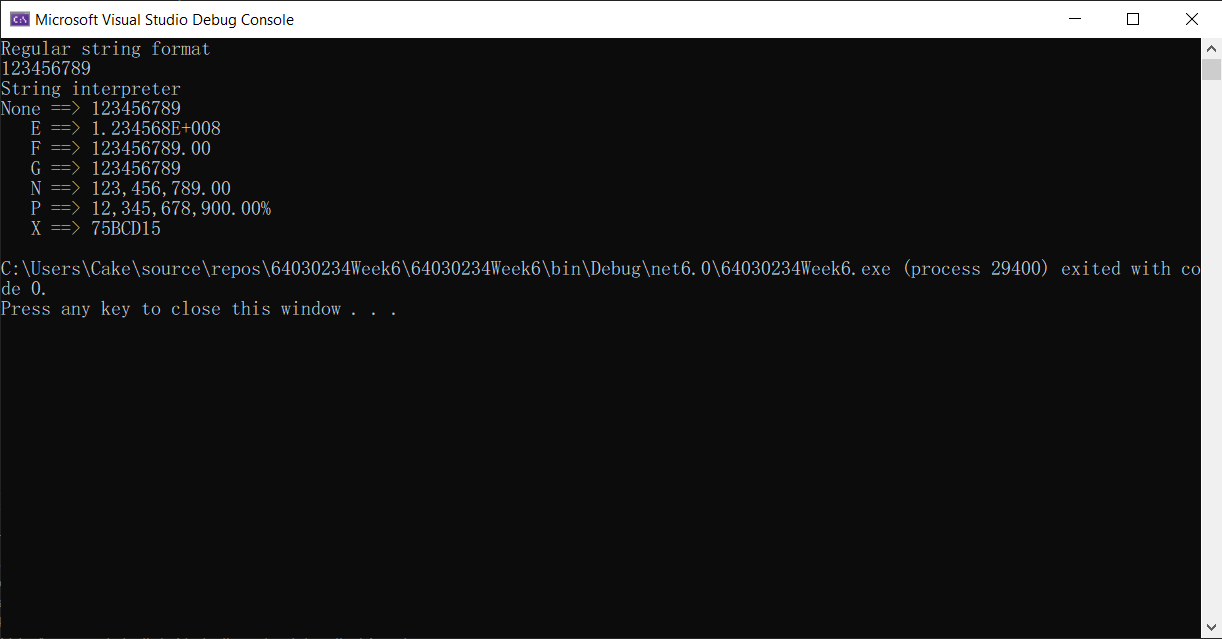 Microsoft Visual Studio Debug Console
Regular string format
123456789
String interpreter
None ==> 123456789
   E ==> 1.234568E+008
   F ==> 123456789.00
   G ==> 123456789
   N ==> 123,456,789.00
   P ==> 12,345,678,900.00%
   X ==> 75BCD15
C:\Users\Cake\source\repos\64030234Week6\64030234Week6\bin\Debug\net6.0\64030234Week6.exe (process 29400) exited with co
de 0.
Press any key to close this window . . .